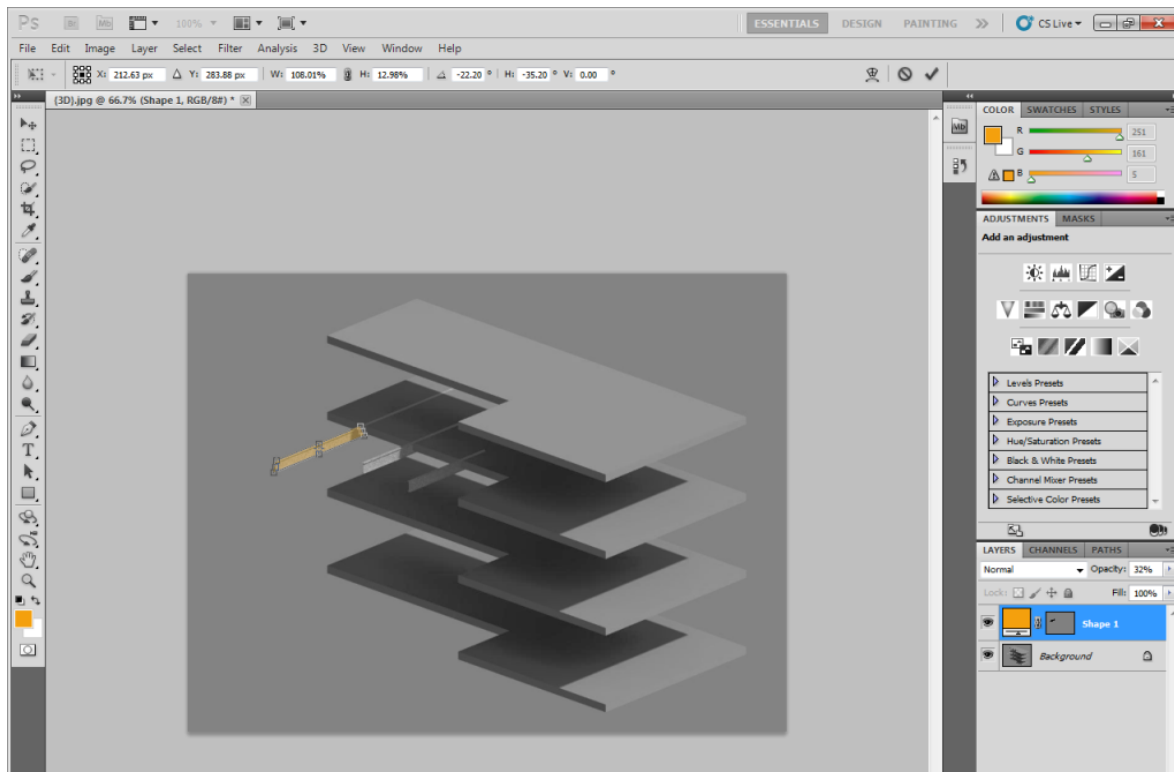 Ps Br Mb 100% ESSENTIALS DESIGN PAINTING CS Live
File Edit Image Layer Select Filter Analysis 3D View Window Help
X: 212.63 px Y: 283.88 px W: 108.01% H: 12.98% -22.20 ° H: -35.20 ° V: 0.00 °
(3D).jpg @ 66.7% (Shape 1, RGB/8#) *
Mb
COLOR SWATCHES STYLES
R 251
G 161
B 5
ADJUSTMENTS MASKS
Add an adjustment
Levels Presets
Curves Presets
Exposure Presets
Hue/Saturation Presets
Black & White Presets
Channel Mixer Presets
Selective Color Presets
LAYERS CHANNELS PATHS
Normal Opacity: 32%
Lock: Fill: 100%
Shape 1
Background